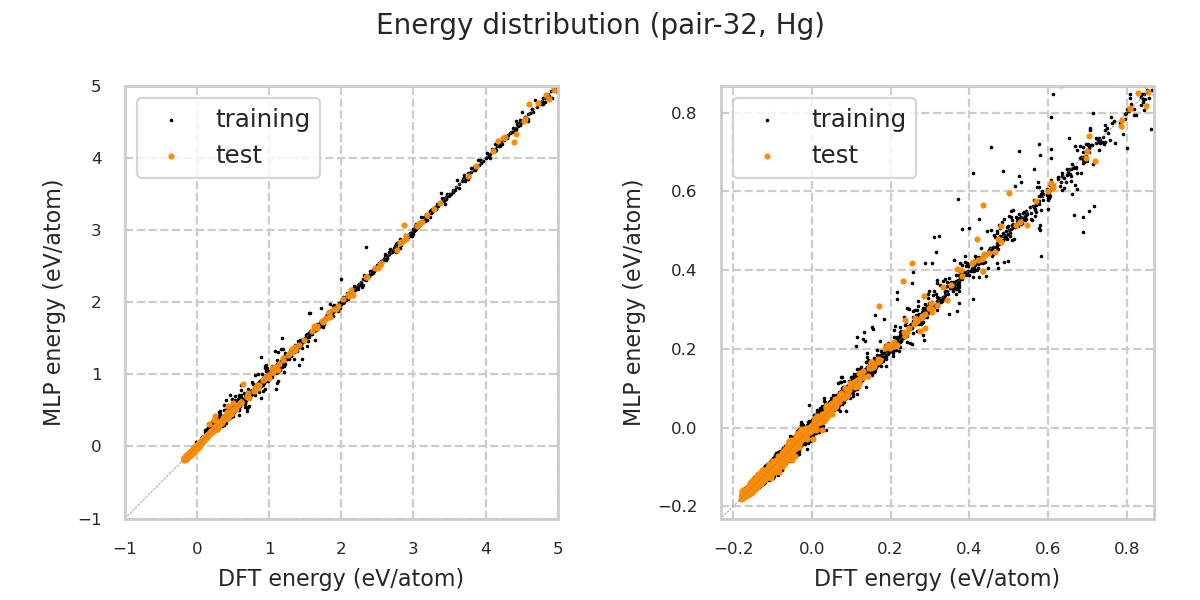 Energy distribution (pair-32, Hg)
training
test
5
4
3
2
1
0
−1
−1
0
1
2
3
4
5
MLP energy (eV/atom)
DFT energy (eV/atom)
training
test
0.8
0.6
0.4
0.2
0.0
−0.2
−0.2
0.0
0.2
0.4
0.6
0.8
MLP energy (eV/atom)
DFT energy (eV/atom)